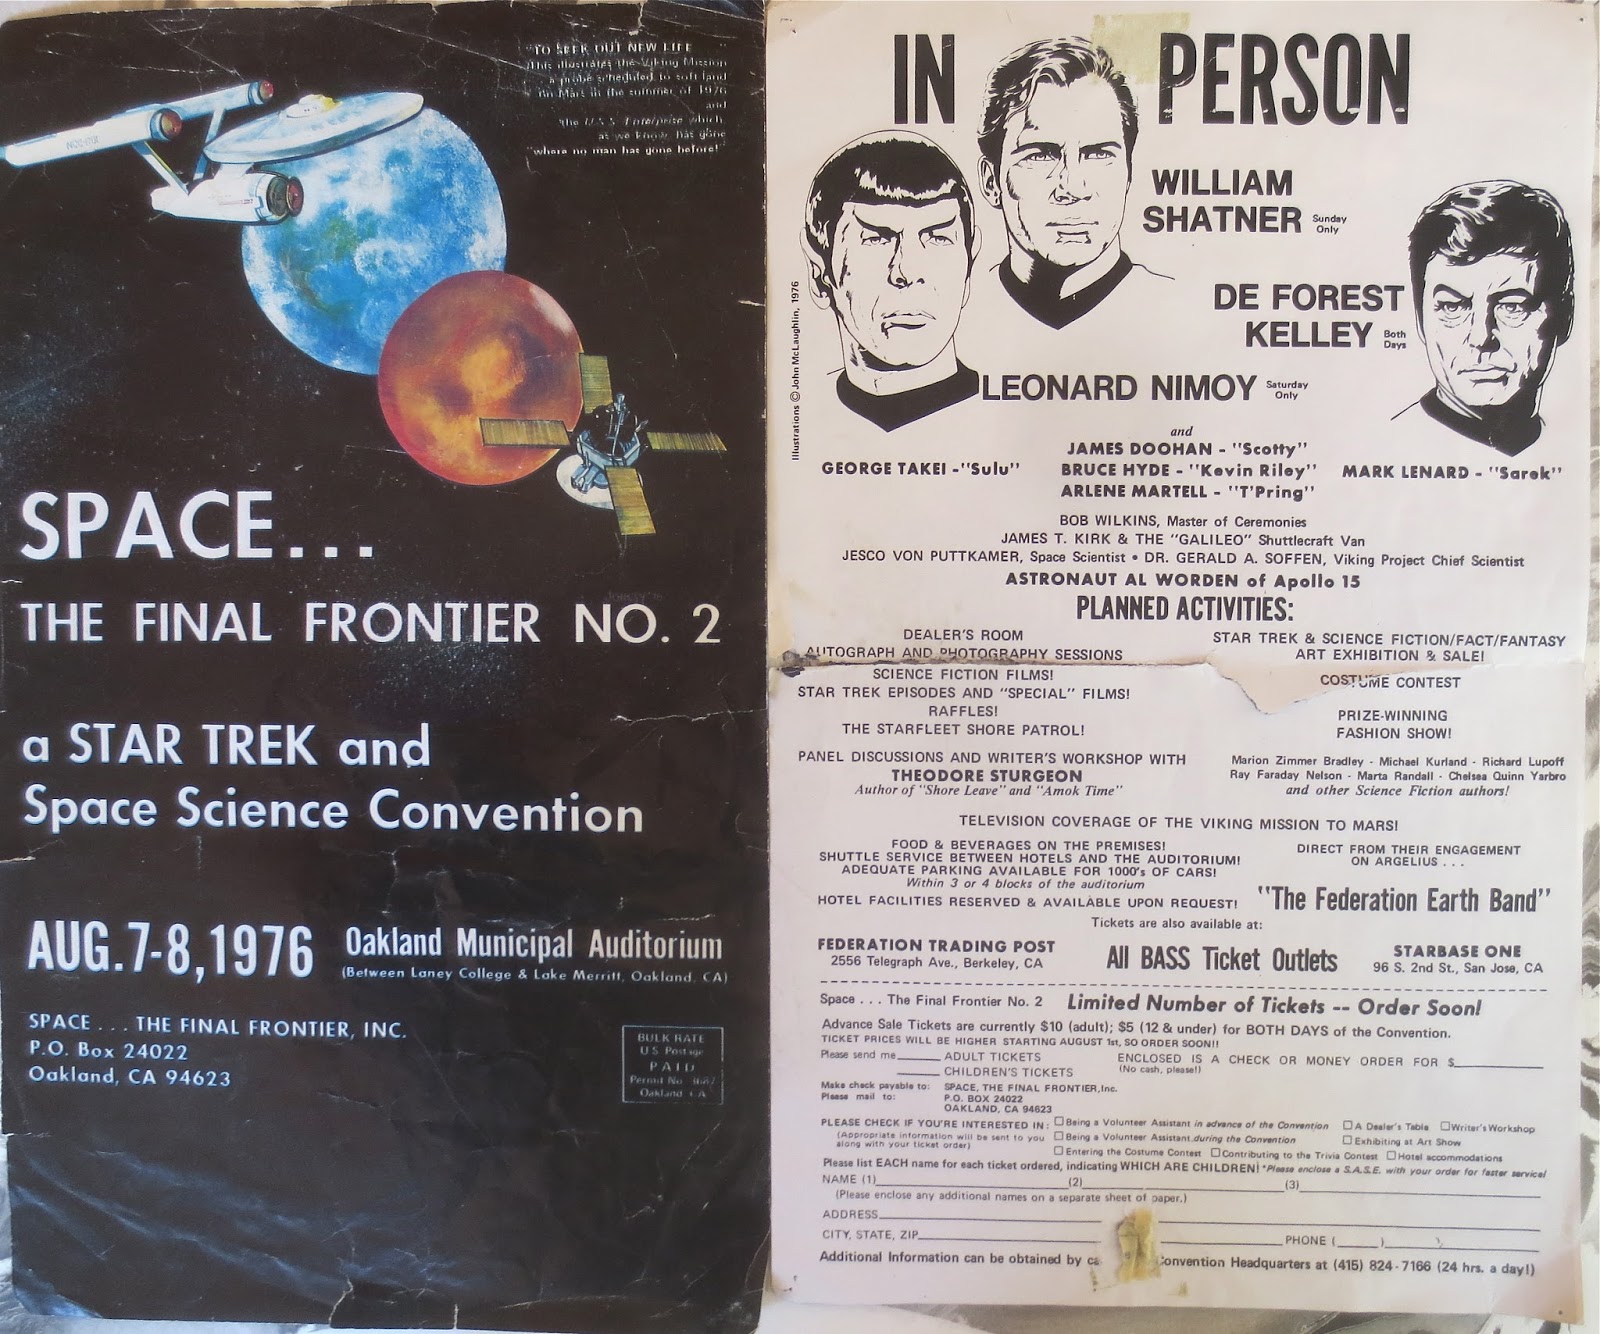 "TO SEEK OUT NEW LIFE
This illustrates the Viking Mission
a probe scheduled to soft land
on Mars in the summer of 1976
and
the U.S.S. Enterprise which,
as we know, has gone
"where no man has gone before!"
SPACE...
THE FINAL FRONTIER NO. 2
a STAR TREK and
Space Science Convention
AUG.7-8,1976
Oakland Municipal Auditorium
(Between Laney College & Lake Merritt, Oakland, CA)
SPACE ... THE FINAL FRONTIER, INC.
P.O. Box 24022
Oakland, CA 94623
BULK RATE
U.S. Postage
PAID
Permit No.
Oakland CA
IN PERSON
WILLIAM
SHATNER Sunday Only
DE FOREST
KELLEY Both Days
LEONARD NIMOY Saturday Only
Illustrations © John McLaughlin, 1976
and
JAMES DOOHAN - "Scotty"
GEORGE TAKEI -"Sulu" BRUCE HYDE - "Kevin Riley" MARK LENARD - "Sarek"
ARLENE MARTELL - "T'Pring"
BOB WILKINS, Master of Ceremonies
JAMES T. KIRK & THE "GALILEO" Shuttlecraft Van
JESCO VON PUTTKAMER, Space Scientist • DR. GERALD A. SOFFEN, Viking Project Chief Scientist
ASTRONAUT AL WORDEN of Apollo 15
PLANNED ACTIVITIES:
DEALER'S ROOM
AUTOGRAPH AND PHOTOGRAPHY SESSIONS
SCIENCE FICTION FILMS!
STAR TREK EPISODES AND "SPECIAL" FILMS!
RAFFLES!
THE STARFLEET SHORE PATROL!
STAR TREK & SCIENCE FICTION/FACT/FANTASY
ART EXHIBITION & SALE!
COSTUME CONTEST
PRIZE-WINNING
FASHION SHOW!
PANEL DISCUSSIONS AND WRITER'S WORKSHOP WITH
THEODORE STURGEON
Author of "Shore Leave" and "Amok Time"
Marion Zimmer Bradley - Michael Kurland - Richard Lupoff
Ray Faraday Nelson - Marta Randall - Chelsea Quinn Yarbro
and other Science Fiction authors!
TELEVISION COVERAGE OF THE VIKING MISSION TO MARS!
FOOD & BEVERAGES ON THE PREMISES!
SHUTTLE SERVICE BETWEEN HOTELS AND THE AUDITORIUM!
ADEQUATE PARKING AVAILABLE FOR 1000's OF CARS!
Within 3 or 4 blocks of the auditorium
HOTEL FACILITIES RESERVED & AVAILABLE UPON REQUEST!
DIRECT FROM THEIR ENGAGEMENT
ON ARGELIUS . . .
"The Federation Earth Band"
Tickets are also available at:
FEDERATION TRADING POST
2556 Telegraph Ave., Berkeley, CA
All BASS Ticket Outlets
STARBASE ONE
96 S. 2nd St., San Jose, CA
Space . . . The Final Frontier No. 2 Limited Number of Tickets -- Order Soon!
Advance Sale Tickets are currently $10 (adult); $5 (12 & under) for BOTH DAYS of the Convention.
TICKET PRICES WILL BE HIGHER STARTING AUGUST 1st, SO ORDER SOON!!
Please send me ADULT TICKETS ENCLOSED IS A CHECK OR MONEY ORDER FOR $
CHILDREN'S TICKETS (No cash, please!)
Make check payable to: SPACE, THE FINAL FRONTIER,Inc.
Please mail to: P.O. BOX 24022
OAKLAND, CA 94623
PLEASE CHECK IF YOU'RE INTERESTED IN: Being a Volunteer Assistant in advance of the Convention A Dealer's Table Writer's Workshop
(Appropriate information will be sent to you Being a Volunteer Assistant during the Convention Exhibiting at Art Show
along with your ticket order) Entering the Costume Contest Contributing to the Trivia Contest Hotel accommodations
Please list EACH name for each ticket ordered, indicating WHICH ARE CHILDREN! *Please enclose a S.A.S.E. with your order for faster service!
NAME (1) (2) (3)
(Please enclose any additional names on a separate sheet of paper.)
ADDRESS
CITY, STATE, ZIP PHONE ( )
Additional Information can be obtained by Convention Headquarters at (415) 824-7166 (24 hrs. a day!)